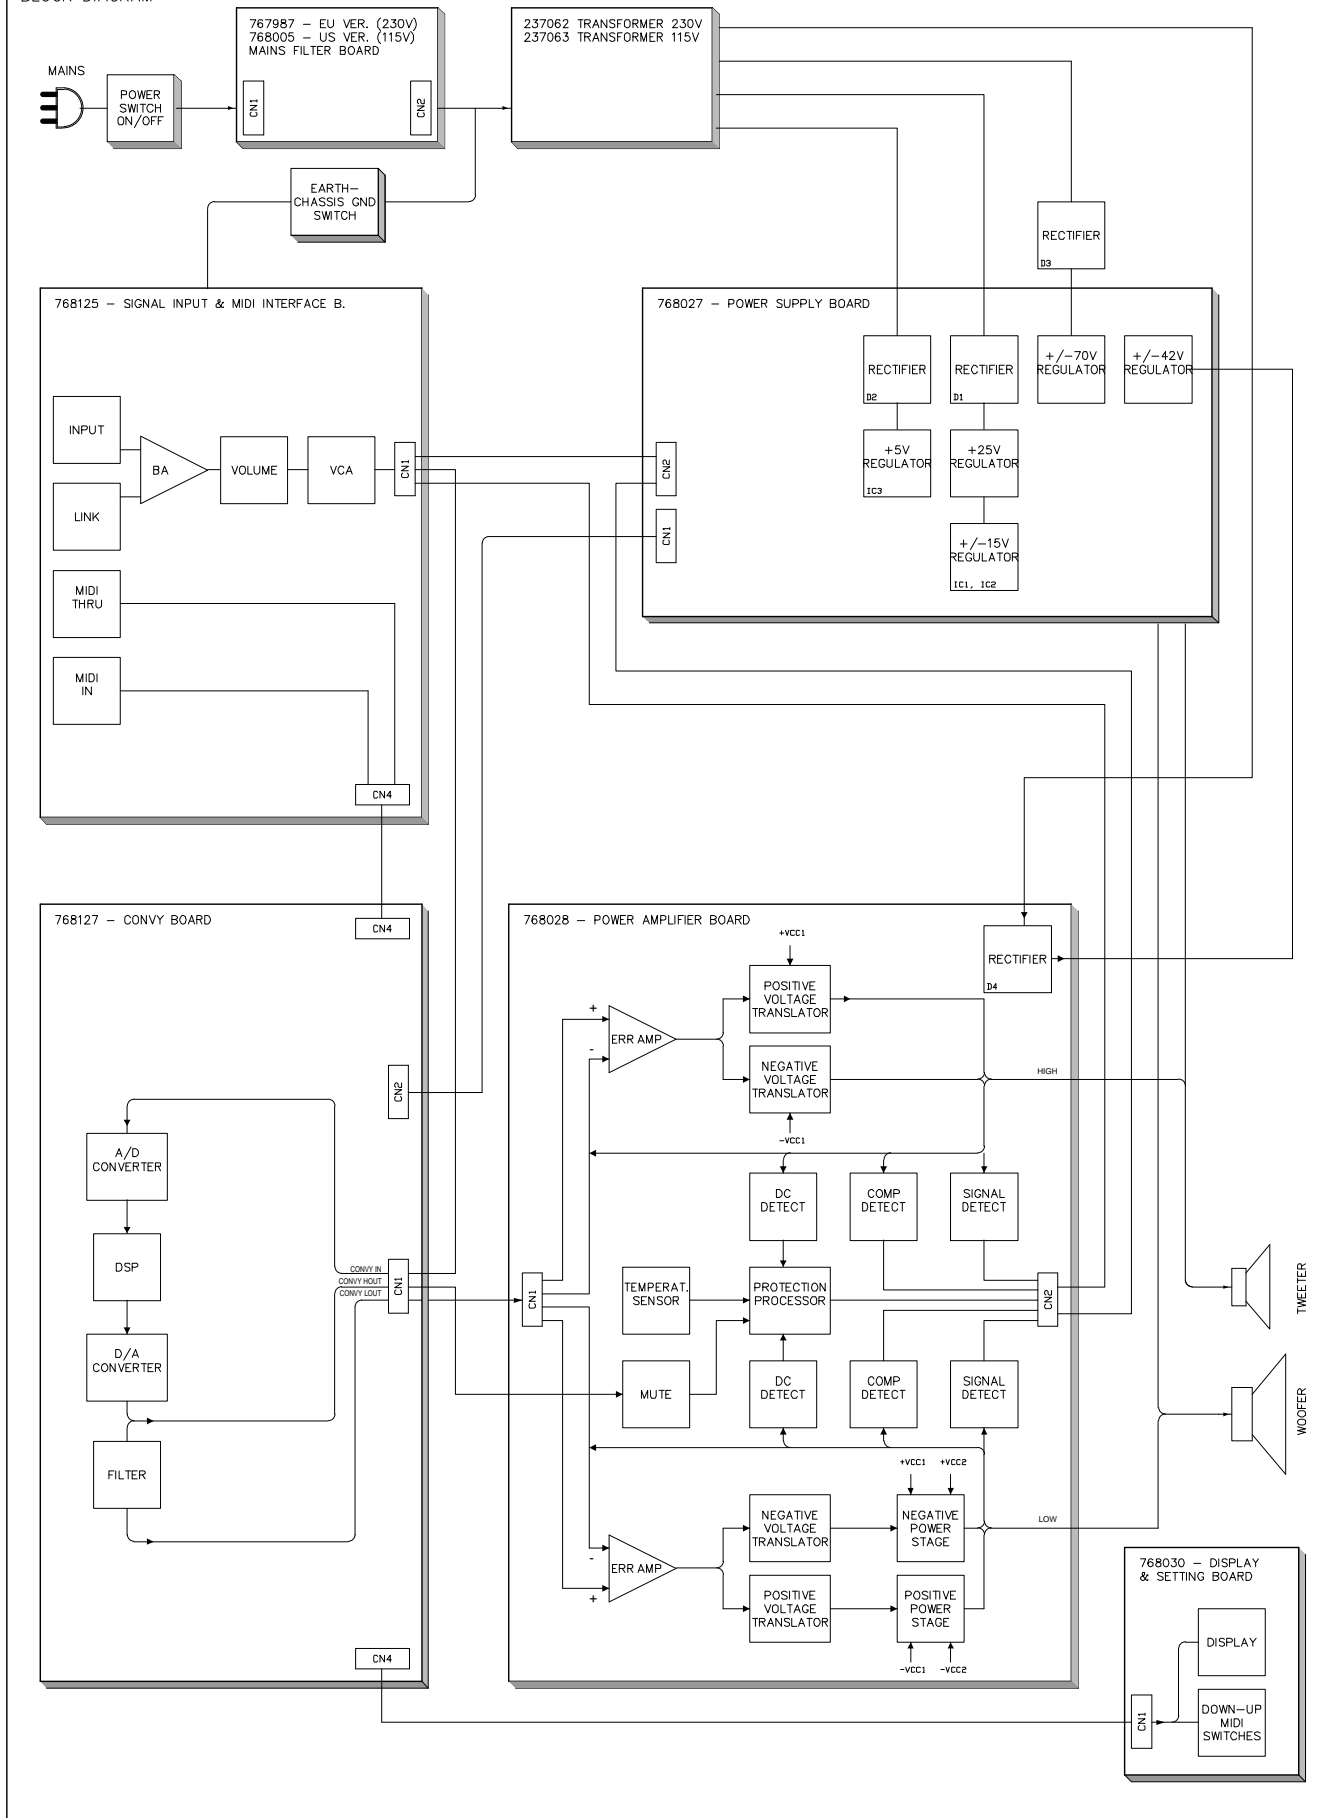 BLOCK DIAGRAM
767987 - EU VER. (230V)
768005 - US VER. (115V)
MAINS FILTER BOARD
CN1
CN2
237062 TRANSFORMER 230V
237063 TRANSFORMER 115V
MAINS
POWER
SWITCH
ON/OFF
EARTH-
CHASSIS GND
SWITCH
RECTIFIER
D3
768125 - SIGNAL INPUT & MIDI INTERFACE B.
INPUT
LINK
BA
VOLUME
VCA
CN1
MIDI
THRU
MIDI
IN
CN4
768027 - POWER SUPPLY BOARD
RECTIFIER
D2
RECTIFIER
D1
+/-70V
REGULATOR
+/-42V
REGULATOR
+5V
REGULATOR
IC3
+25V
REGULATOR
+/-15V
REGULATOR
IC1, IC2
CN2
CN1
768127 - CONVY BOARD
CN4
CN2
A/D
CONVERTER
DSP
D/A
CONVERTER
FILTER
CONVY IN
CONVY HOUT
CONVY LOUT
CN1
CN4
768028 - POWER AMPLIFIER BOARD
RECTIFIER
D4
+VCC1
POSITIVE
VOLTAGE
TRANSLATOR
+
-
ERR AMP
NEGATIVE
VOLTAGE
TRANSLATOR
-VCC1
HIGH
DC
DETECT
COMP
DETECT
SIGNAL
DETECT
CN1
TEMPERAT.
SENSOR
PROTECTION
PROCESSOR
CN2
MUTE
DC
DETECT
COMP
DETECT
SIGNAL
DETECT
+VCC1
+VCC2
NEGATIVE
VOLTAGE
TRANSLATOR
NEGATIVE
POWER
STAGE
LOW
-
+
ERR AMP
POSITIVE
VOLTAGE
TRANSLATOR
POSITIVE
POWER
STAGE
-VCC1
-VCC2
TWEETER
WOOFER
768030 - DISPLAY
& SETTING BOARD
DISPLAY
CN1
DOWN-UP
MIDI
SWITCHES